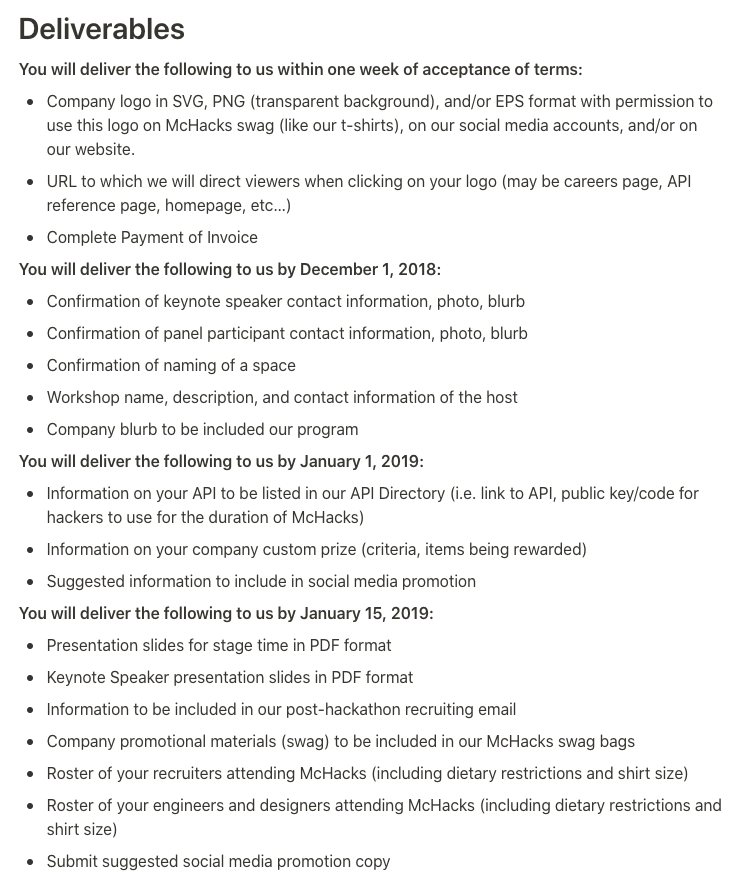 Deliverables
You will deliver the following to us within one week of acceptance of terms:
• Company logo in SVG, PNG (transparent background), and/or EPS format with permission to
use this logo on McHacks swag (like our t-shirts), on our social media accounts, and/or on
our website.
• URL to which we will direct viewers when clicking on your logo (may be careers page, API
reference page, homepage, etc...)
• Complete Payment of Invoice
You will deliver the following to us by December 1, 2018:
• Confirmation of keynote speaker contact information, photo, blurb
• Confirmation of panel participant contact information, photo, blurb
• Confirmation of naming of a space
• Workshop name, description, and contact information of the host
• Company blurb to be included our program
You will deliver the following to us by January 1, 2019:
• Information on your API to be listed in our API Directory (i.e. link to API, public key/code for
hackers to use for the duration of McHacks)
• Information on your company custom prize (criteria, items being rewarded)
• Suggested information to include in social media promotion
You will deliver the following to us by January 15, 2019:
• Presentation slides for stage time in PDF format
• Keynote Speaker presentation slides in PDF format
• Information to be included in our post-hackathon recruiting email
• Company promotional materials (swag) to be included in our McHacks swag bags
• Roster of your recruiters attending McHacks (including dietary restrictions and shirt size)
• Roster of your engineers and designers attending McHacks (including dietary restrictions and
shirt size)
• Submit suggested social media promotion copy